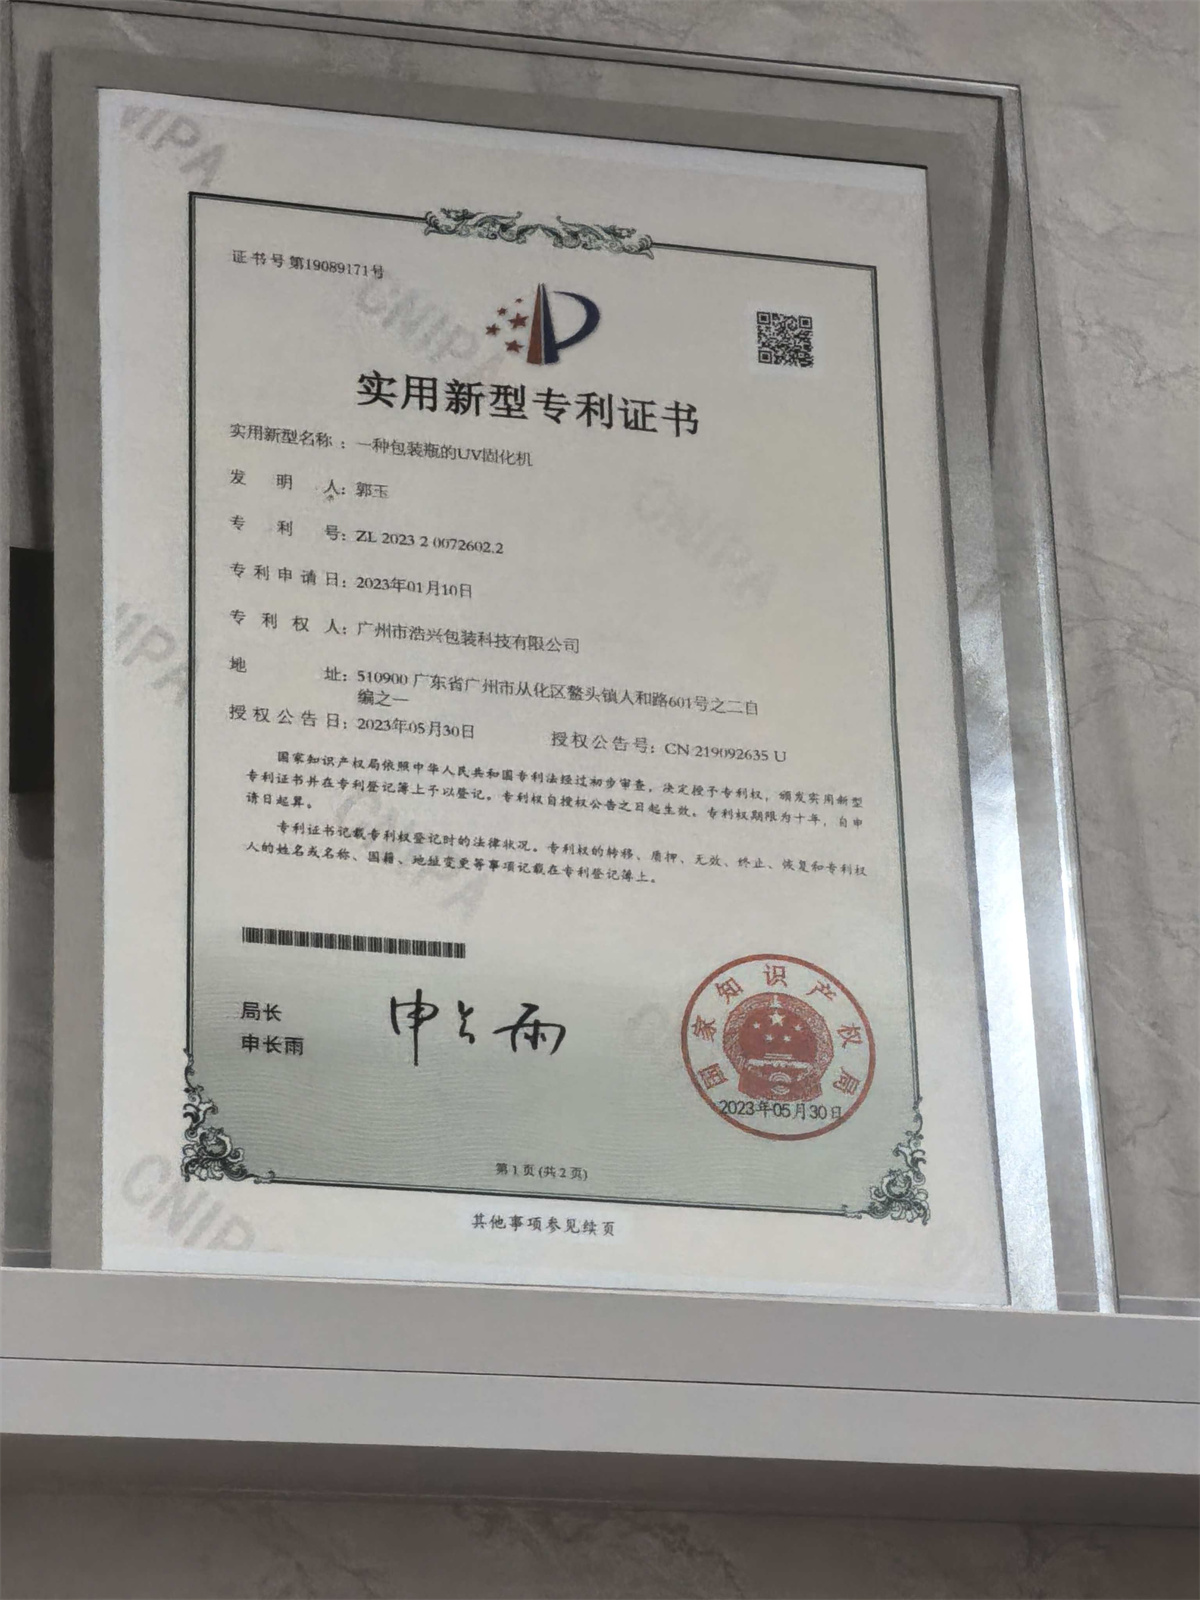 证书号第19089171号
实用新型专利证书
实用新型名称：一种包装瓶的UV固化机
发明人：郭玉
专利号：ZL 2023 2 0072602.2
专利申请日：2023年01月10日
专利权人：广州市浩兴包装科技有限公司
地址：510900 广东省广州市从化区鳌头镇人和路601号之二自
编之一
授权公告日：2023年05月30日 授权公告号：CN 219092635 U
国家知识产权局依照中华人民共和国专利法经过初步审查，决定授予专利权，颁发实用新型
专利证书并在专利登记簿上予以登记。专利权自授权公告之日起生效。专利权期限为十年，自申
请日起算。
专利证书记载专利权登记时的法律状况。专利权的转移、质押、无效、终止、恢复和专利权
人的姓名或名称、国籍、地址变更等事项记载在专利登记簿上。
局长
申长雨
申长雨
国家知识产权局
2023年05月30日
第 1 页 (共 2 页)
其他事项参见续页
CNIPA
CNIPA
CNIPA
CNIPA